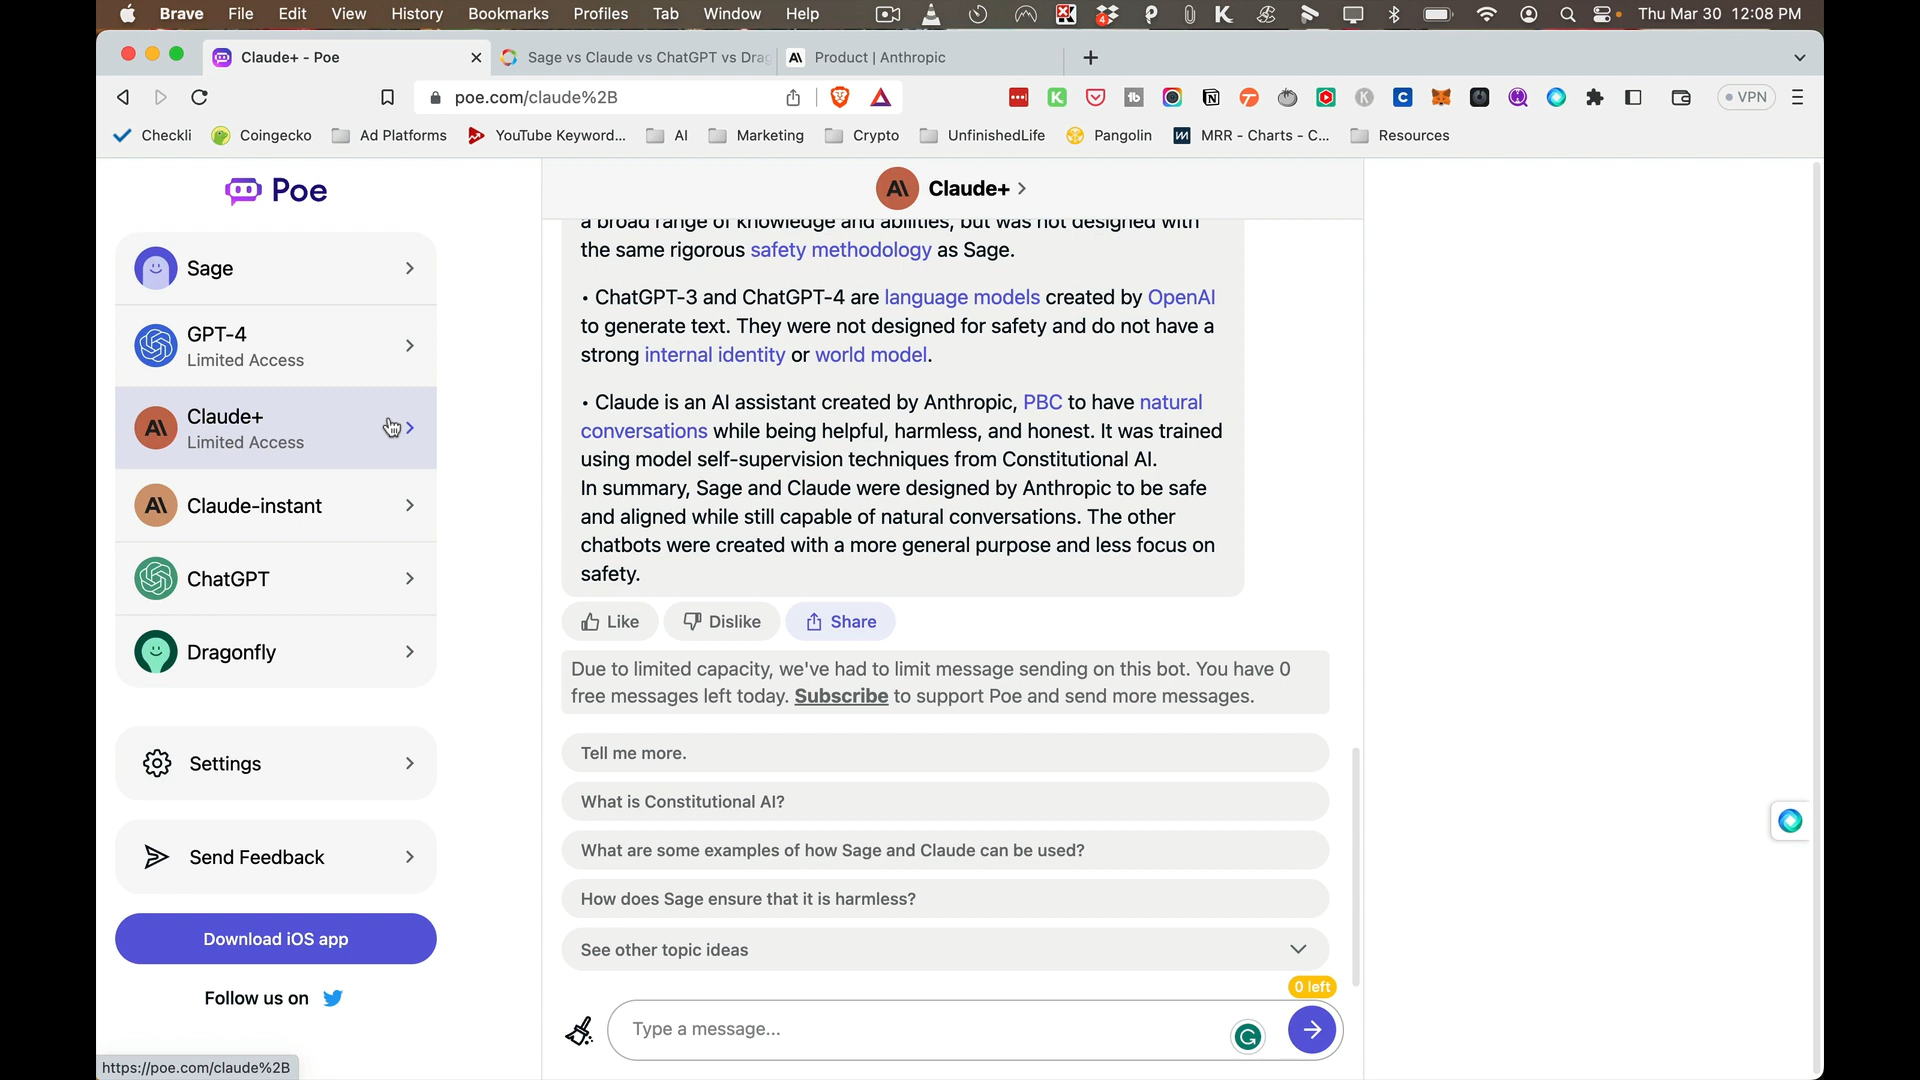 Brave File Edit View History Bookmarks Profiles Tab Window Help 4 Thu Mar 30 12:08 PM
Claude+ - Poe Sage vs Claude vs ChatGPT vs Drag Product | Anthropic
poe.com/claude%2B VPN
Checkli Coingecko Ad Platforms YouTube Keyword... AI Marketing Crypto UnfinishedLife Pangolin MRR - Charts - C... Resources
Poe
Sage
GPT-4
Limited Access
Claude+
Limited Access
Claude-instant
ChatGPT
Dragonfly
Settings
Send Feedback
Download iOS app
Follow us on
https://poe.com/claude%2B
Claude+
a broad range of knowledge and abilities, but was not designed with
the same rigorous safety methodology as Sage.
• ChatGPT-3 and ChatGPT-4 are language models created by OpenAI
to generate text. They were not designed for safety and do not have a
strong internal identity or world model.
• Claude is an AI assistant created by Anthropic, PBC to have natural
conversations while being helpful, harmless, and honest. It was trained
using model self-supervision techniques from Constitutional AI.
In summary, Sage and Claude were designed by Anthropic to be safe
and aligned while still capable of natural conversations. The other
chatbots were created with a more general purpose and less focus on
safety.
Like Dislike Share
Due to limited capacity, we've had to limit message sending on this bot. You have 0
free messages left today. Subscribe to support Poe and send more messages.
Tell me more.
What is Constitutional AI?
What are some examples of how Sage and Claude can be used?
How does Sage ensure that it is harmless?
See other topic ideas
0 left
Type a message...